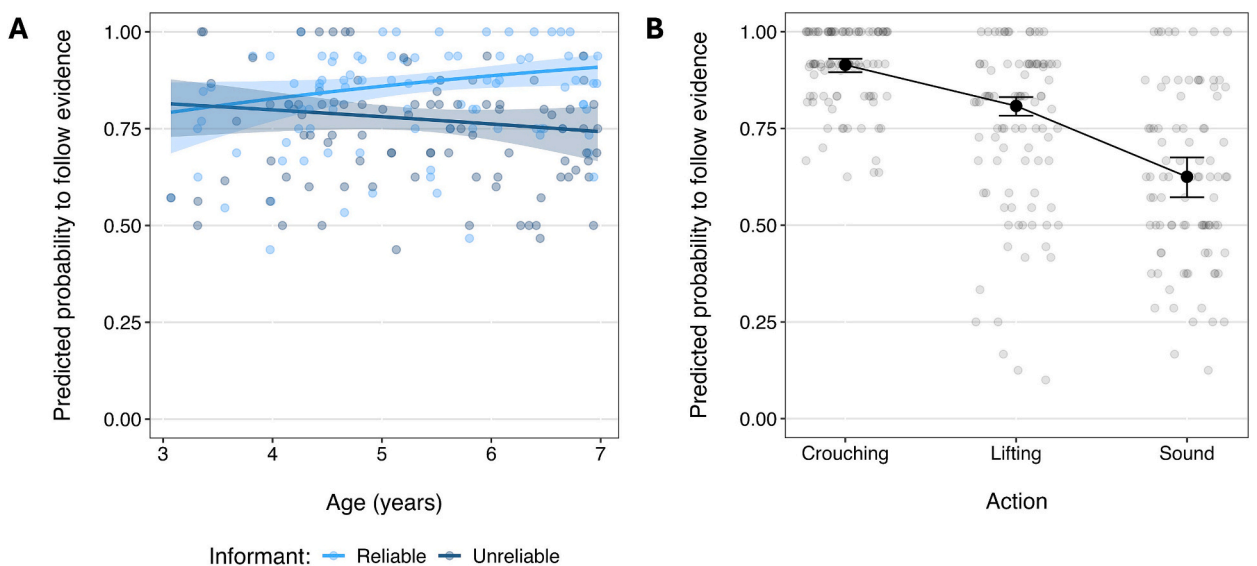 A
Predicted probability to follow evidence
1.00
0.75
0.50
0.25
0.00
3 4 5 6 7
Age (years)
Informant: Reliable Unreliable
B
Predicted probability to follow evidence
1.00
0.75
0.50
0.25
0.00
Crouching Lifting Sound
Action